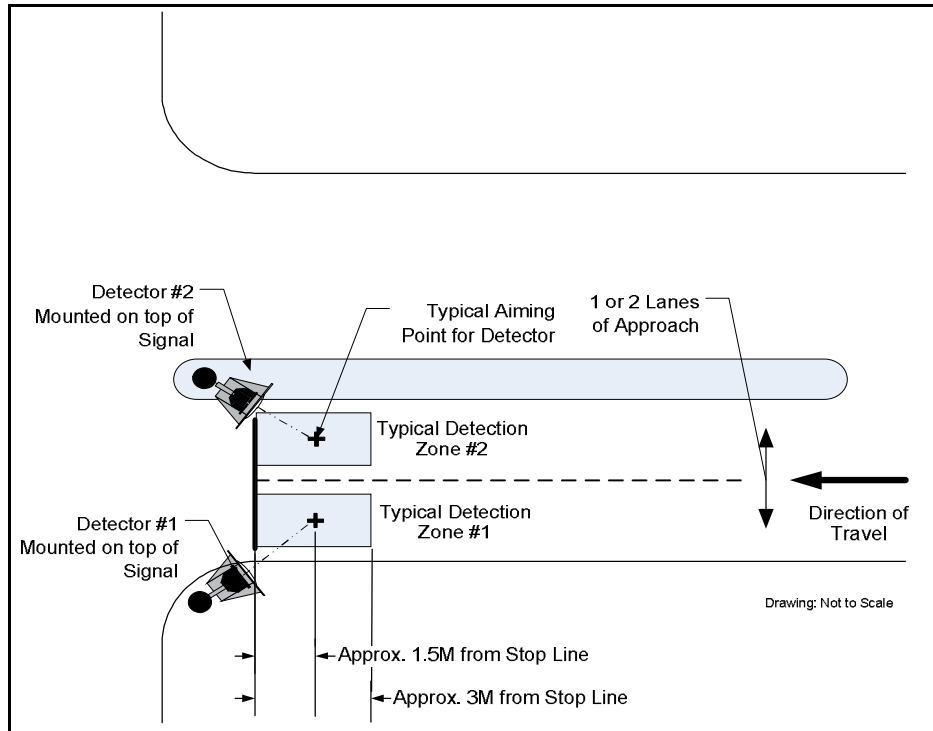 Detector #2
Mounted on top of
Signal
Typical Aiming
Point for Detector
1 or 2 Lanes
of Approach
Typical Detection
Zone #2
Detector #1
Mounted on top of
Signal
Typical Detection
Zone #1
Direction of
Travel
Drawing: Not to Scale
Approx. 1.5M from Stop Line
Approx. 3M from Stop Line